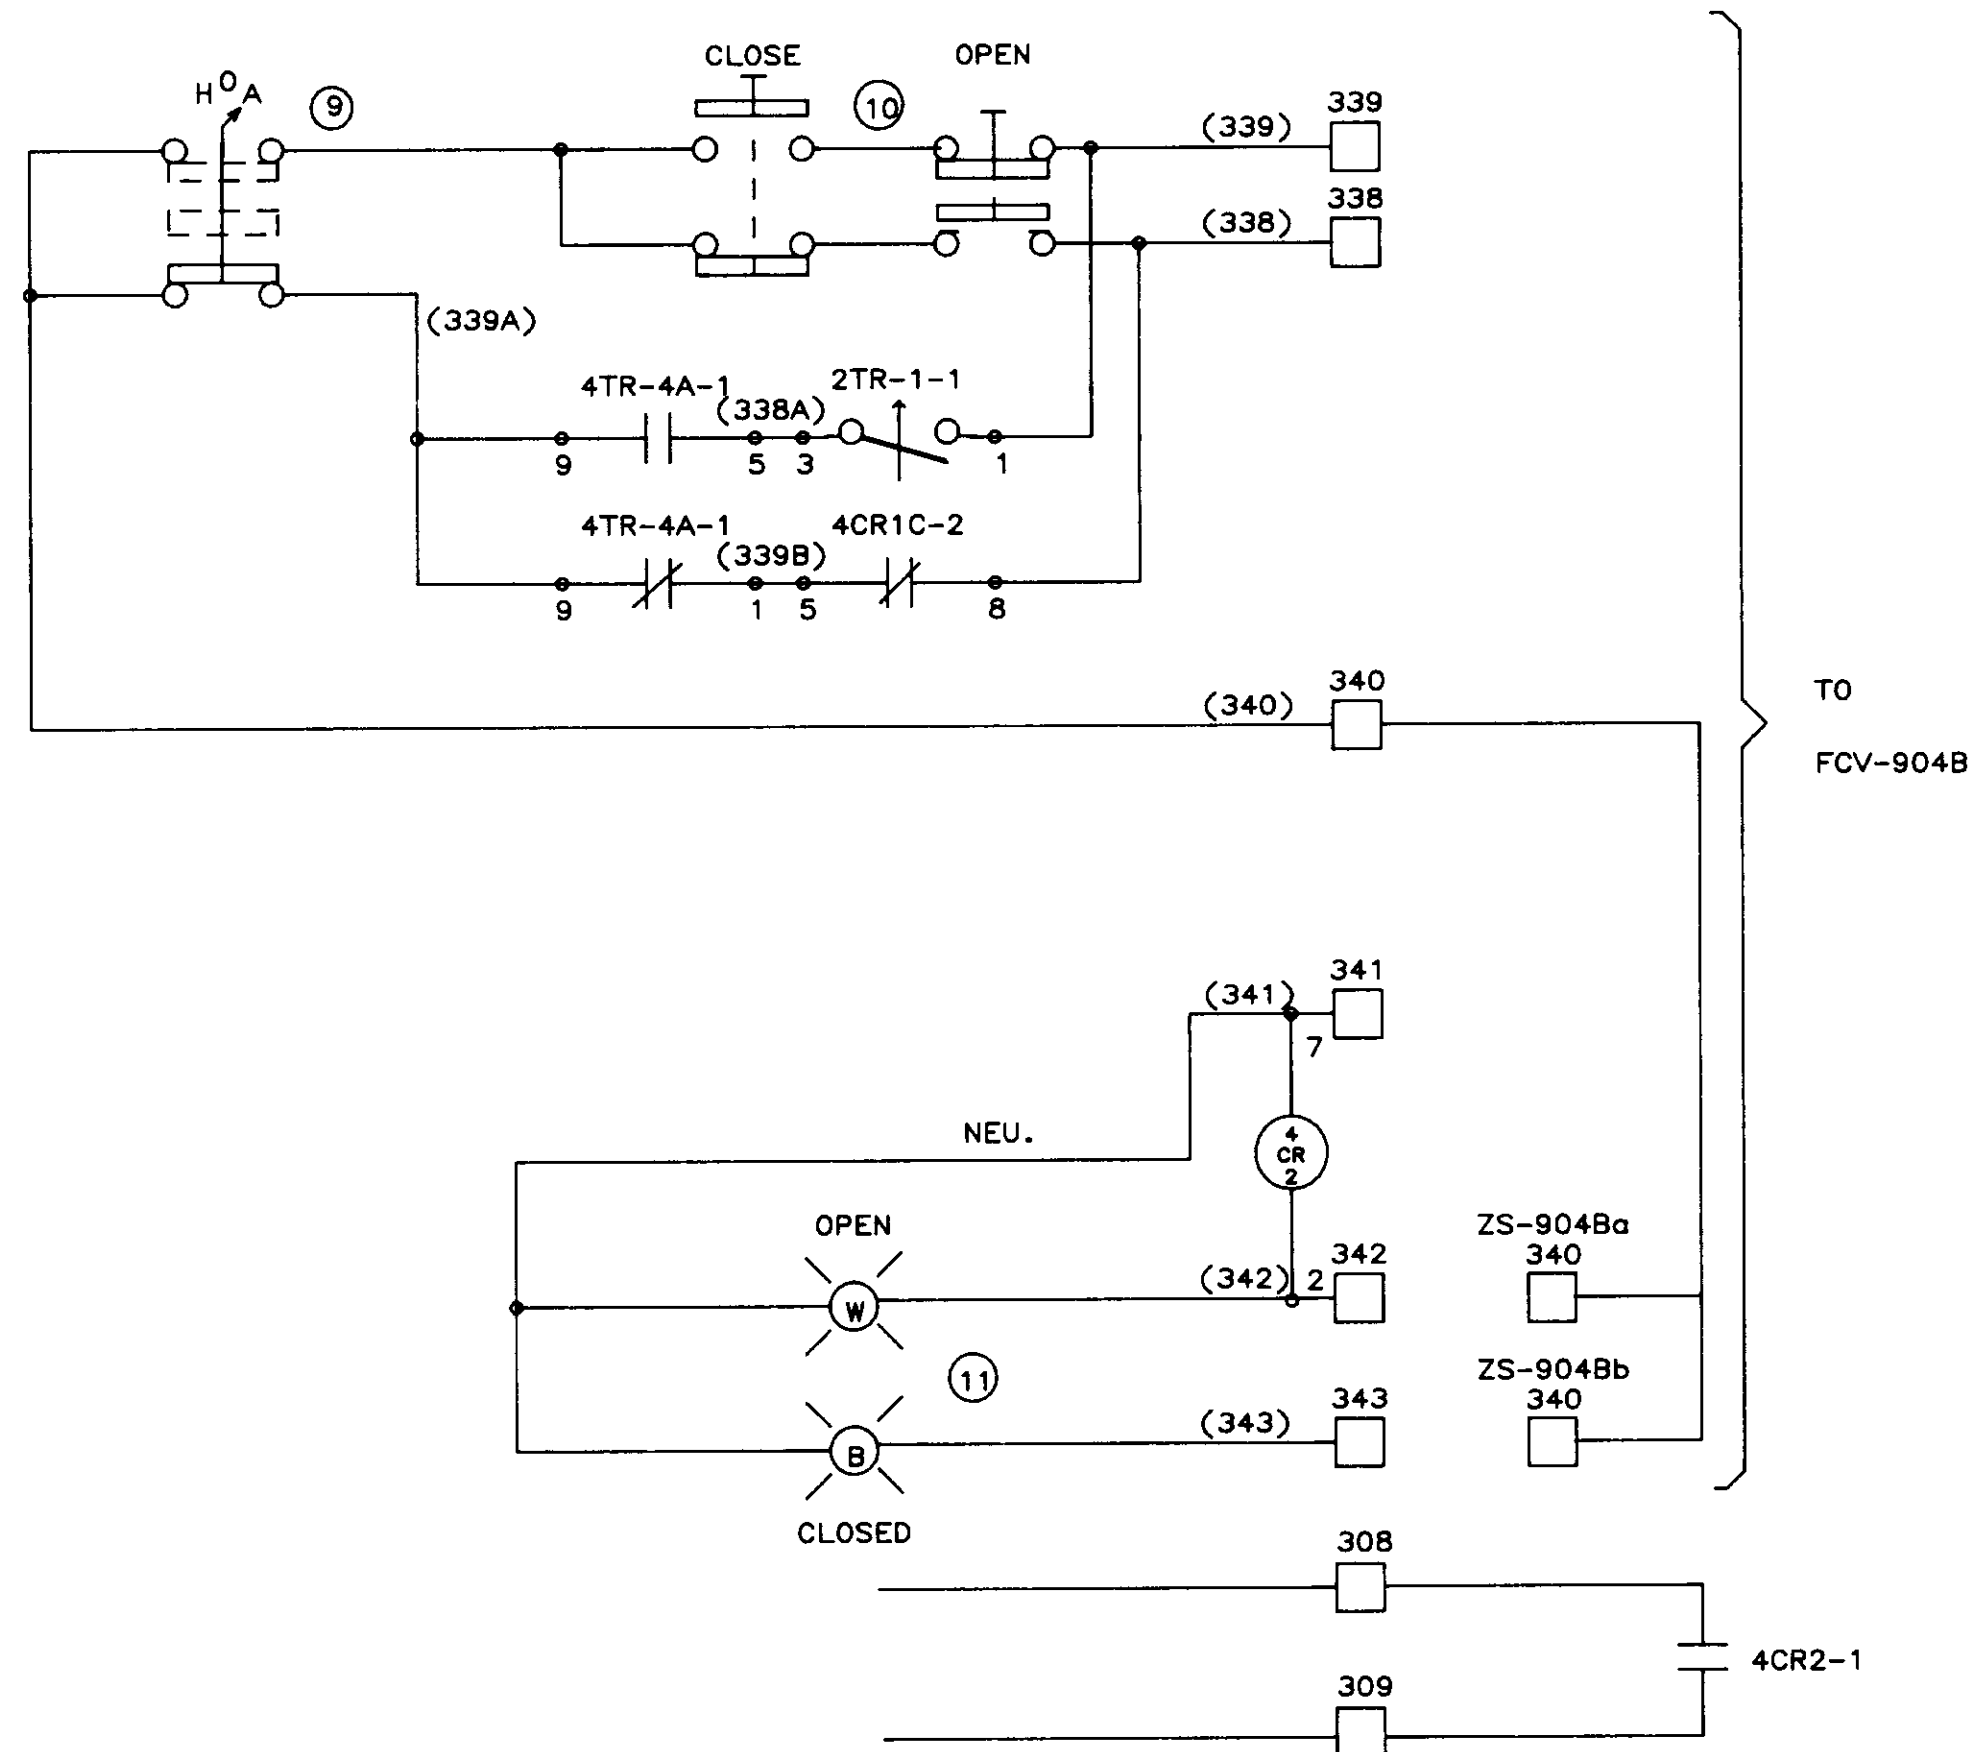 CLOSE
OPEN
H O A
9
10
339
(339)
338
(338)
(339A)
4TR-4A-1
2TR-1-1
(338A)
9
5
3
1
4TR-4A-1
4CR1C-2
(339B)
9
1
5
8
340
(340)
TO
FCV-904B
341
(341)
7
NEU.
4
CR
2
OPEN
ZS-904Ba
342
340
(342)
2
W
11
ZS-904Bb
343
340
(343)
B
CLOSED
308
4CR2-1
309